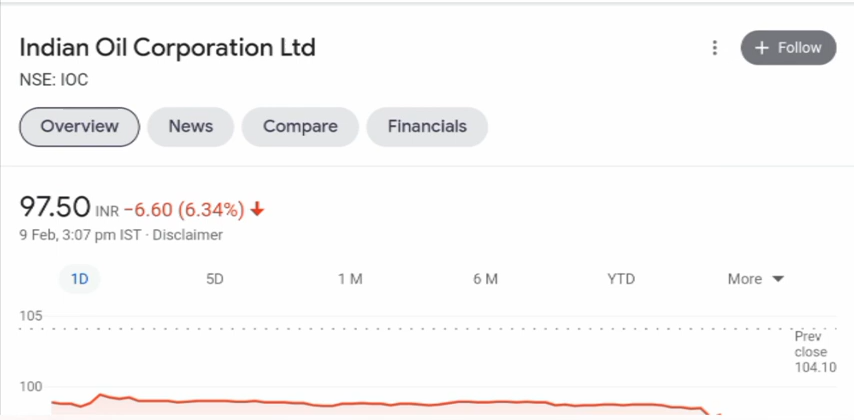 Indian Oil Corporation Ltd
+ Follow
NSE: IOC
Overview News Compare Financials
97.50 INR −6.60 (6.34%)
9 Feb, 3:07 pm IST · Disclaimer
1D 5D 1 M 6 M YTD More
105
Prev
close
104.10
100